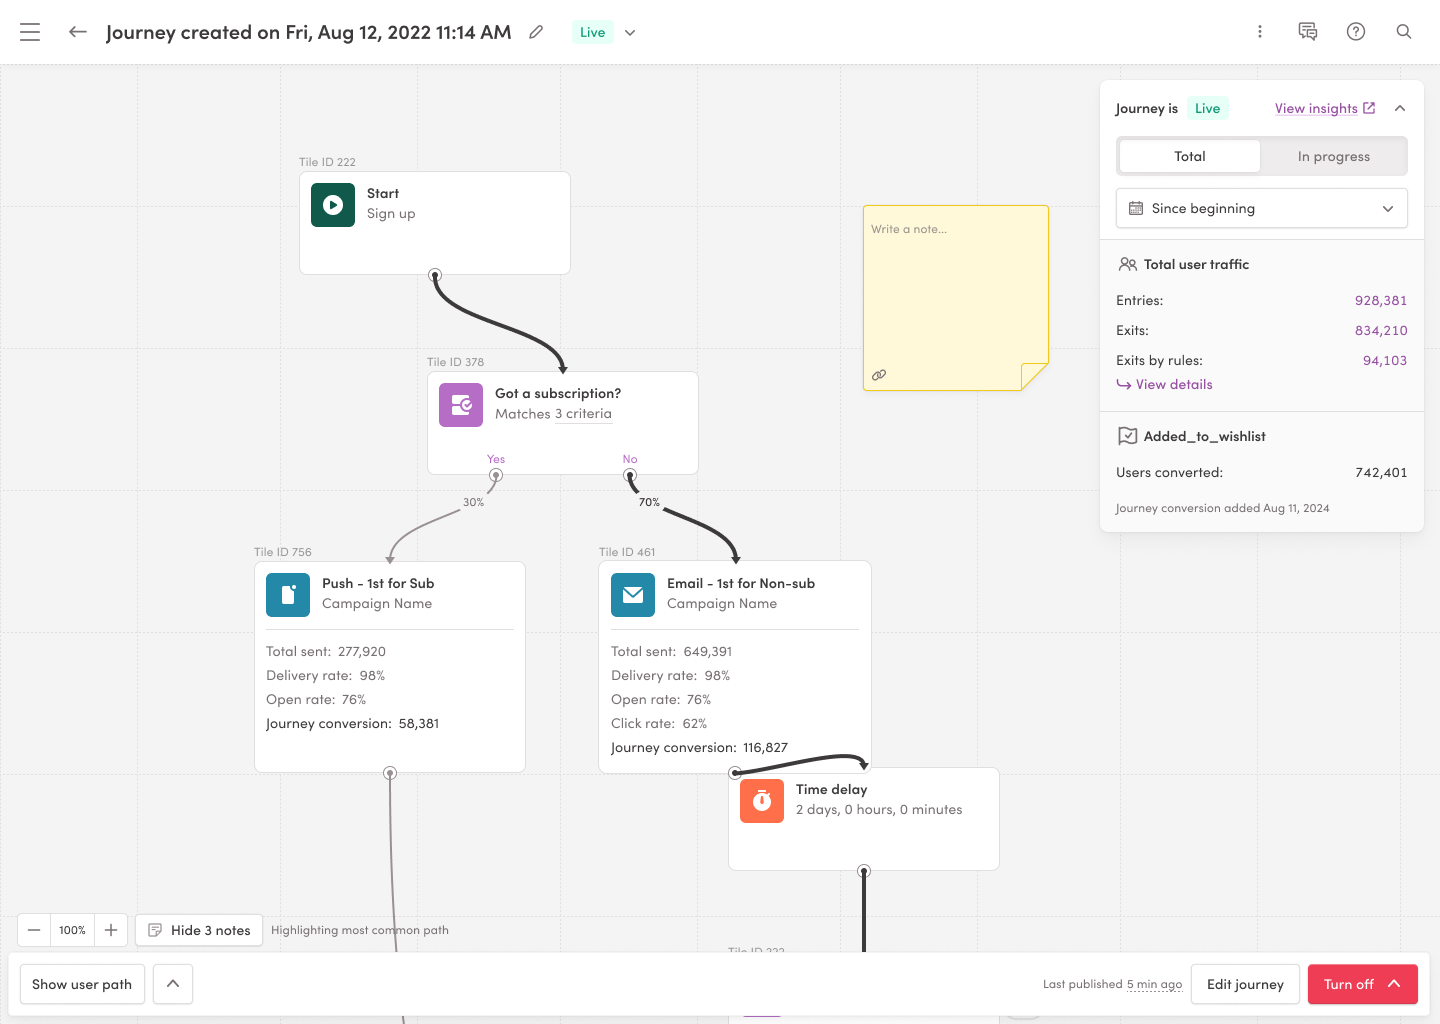 Journey created on Fri, Aug 12, 2022 11:14 AM
Live
Journey is Live
View insights
Total
In progress
Since beginning
Total user traffic
Entries: 928,381
Exits: 834,210
Exits by rules: 94,103
View details
Added_to_wishlist
Users converted: 742,401
Journey conversion added Aug 11, 2024
Tile ID 222
Start
Sign up
Write a note...
Tile ID 378
Got a subscription?
Matches 3 criteria
Yes
No
30%
70%
Tile ID 756
Push - 1st for Sub
Campaign Name
Total sent: 277,920
Delivery rate: 98%
Open rate: 76%
Journey conversion: 58,381
Tile ID 461
Email - 1st for Non-sub
Campaign Name
Total sent: 649,391
Delivery rate: 98%
Open rate: 76%
Click rate: 62%
Journey conversion: 116,827
Time delay
2 days, 0 hours, 0 minutes
100%
Hide 3 notes
Highlighting most common path
Show user path
Last published 5 min ago
Edit journey
Turn off